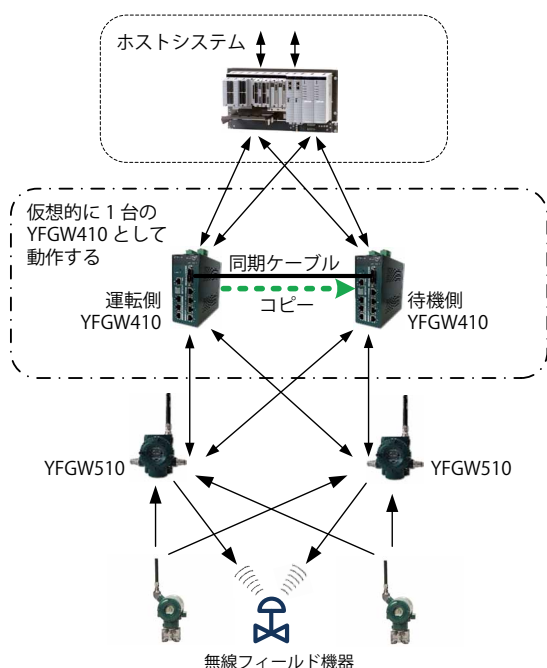 ホストシステム
仮想的に 1 台の
YFGW410 として
動作する
同期ケーブル
コピー
運転側
YFGW410
待機側
YFGW410
YFGW510
YFGW510
無線フィールド機器